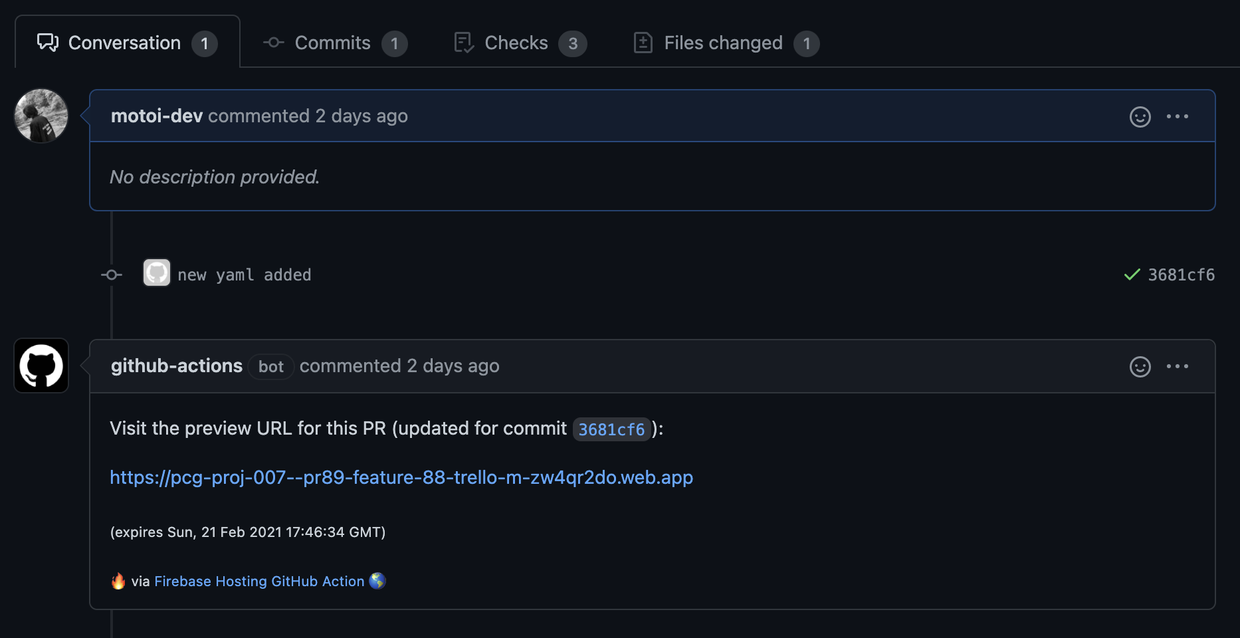 Conversation 1 Commits 1 Checks 3 Files changed 1
motoi-dev commented 2 days ago
No description provided.
new yaml added 3681cf6
github-actions bot commented 2 days ago
Visit the preview URL for this PR (updated for commit 3681cf6):
https://pcg-proj-007--pr89-feature-88-trello-m-zw4qr2do.web.app
(expires Sun, 21 Feb 2021 17:46:34 GMT)
🔥 via Firebase Hosting GitHub Action 🌎